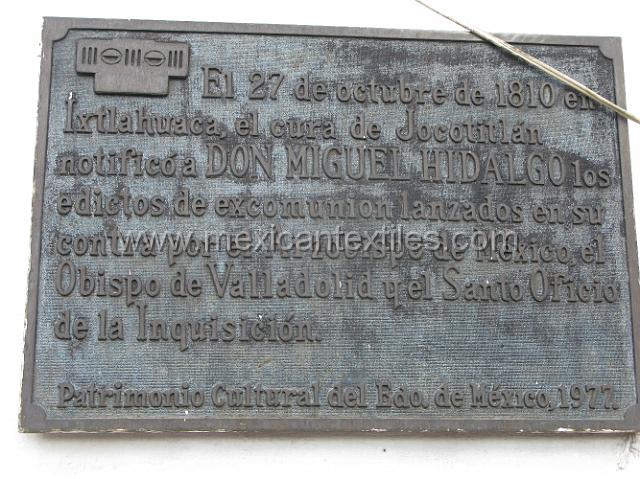 El 27 de octubre de 1810 en
Ixtlahuaca, el cura de Jocotitlán
notificó a DON MIGUEL HIDALGO los
edictos de excomunion lanzados en su
contra por el Arzobispo de México, el
www.mexicantextiles.com
Obispo de Valladolid y el Santo Oficio
de la Inquisición.
Patrimonio Cultural del Edo. de México, 1977.